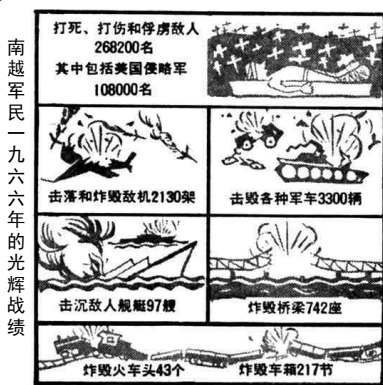 南越军民一九六六年的光辉战绩
打死、打伤和俘虏敌人
268200名
其中包括美国侵略军
108000名
击落和炸毁敌机2130架
击毁各种军车3300辆
击沉敌人舰艇97艘
炸毁桥梁742座
炸毁火车头43个
炸毁车箱217节